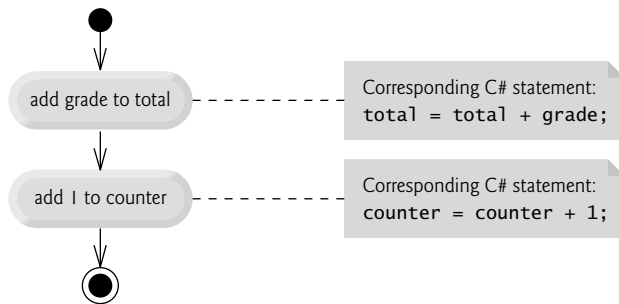 add grade to total
Corresponding C# statement:
total = total + grade;
add 1 to counter
Corresponding C# statement:
counter = counter + 1;